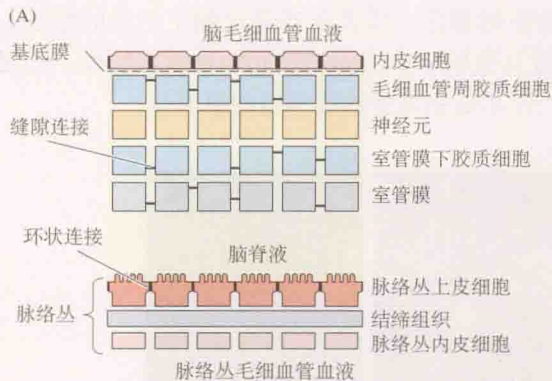 (A)
脑毛细血管血液
基底膜
内皮细胞
毛细血管周胶质细胞
神经元
缝隙连接
室管膜下胶质细胞
室管膜
环状连接
脑脊液
脉络丛上皮细胞
脉络丛
结缔组织
脉络丛内皮细胞
脉络丛毛细血管血液